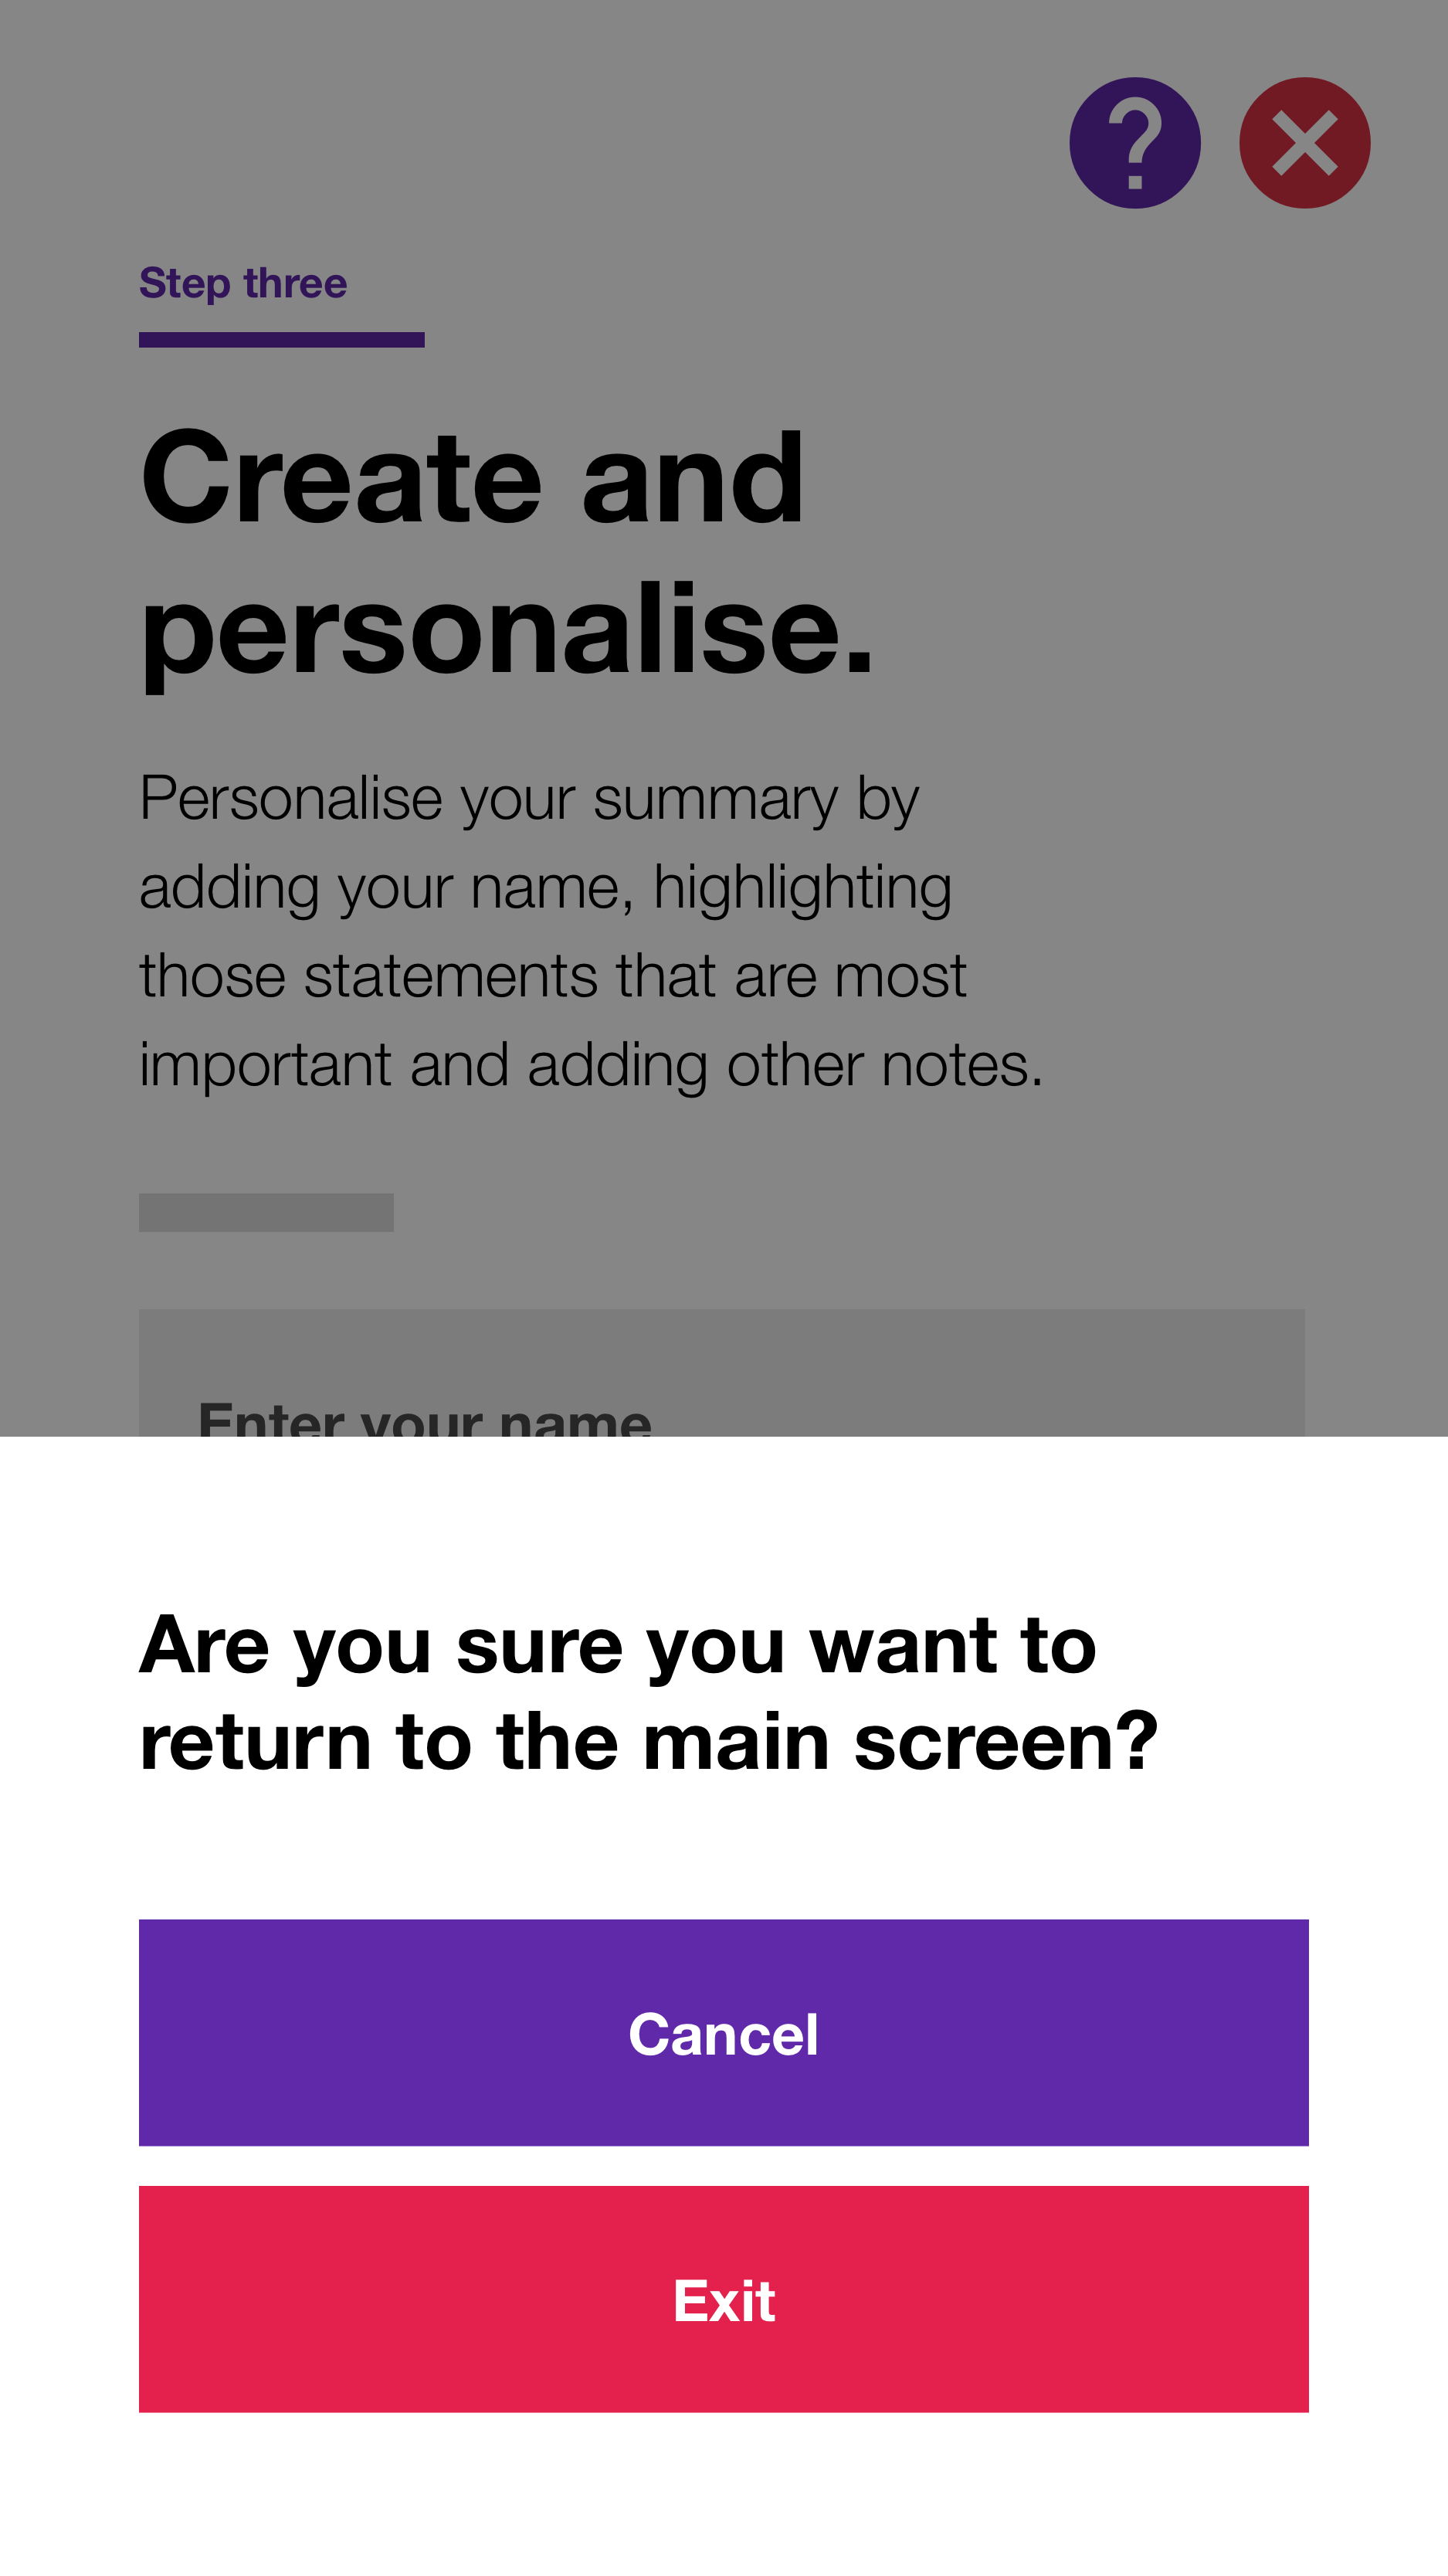 ?
Step three
Create and
personalise.
Personalise your summary by
adding your name, highlighting
those statements that are most
important and adding other notes.
Enter your name
Are you sure you want to
return to the main screen?
Cancel
Exit